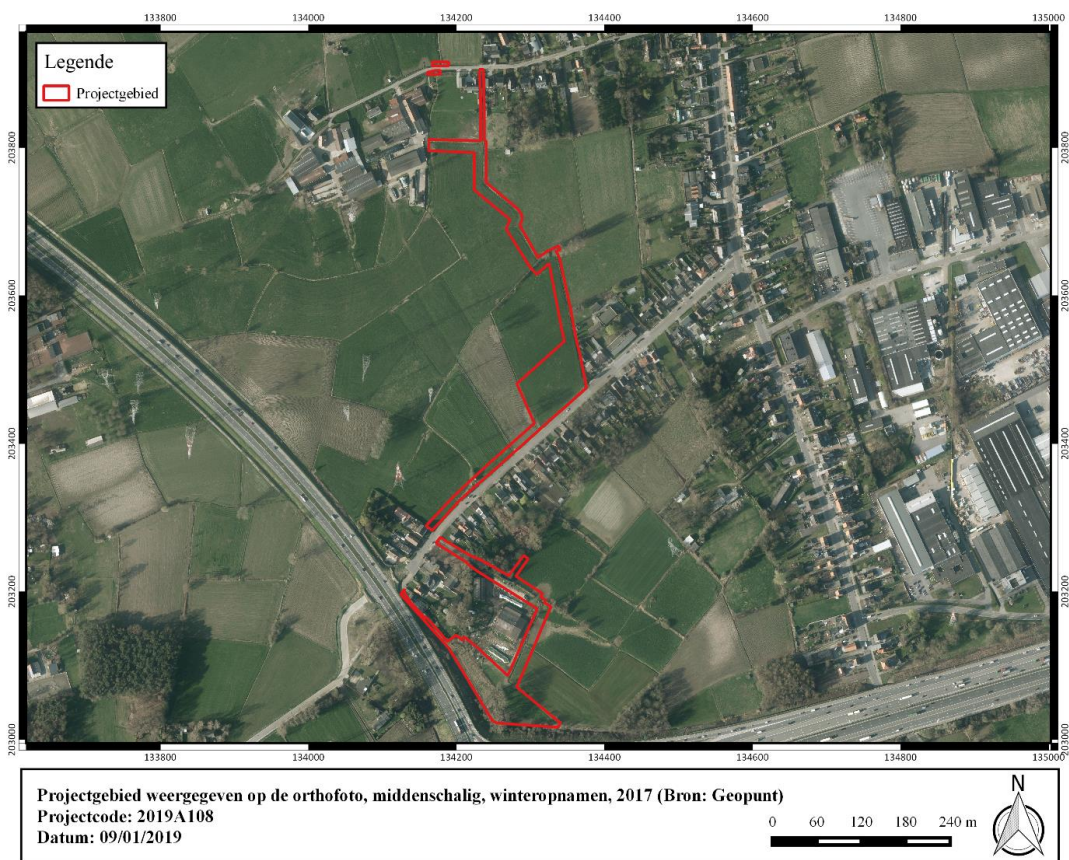 133800 134000 134200 134400 134600 134800 135000
Legende
Projectgebied
203800 203800
203600 203600
203400 203400
203200 203200
203000 203000
133800 134000 134200 134400 134600 134800 135000
Projectgebied weergegeven op de orthofoto, middenschalig, winteropnamen, 2017 (Bron: Geopunt)
Projectcode: 2019A108
Datum: 09/01/2019
0 60 120 180 240 m
N